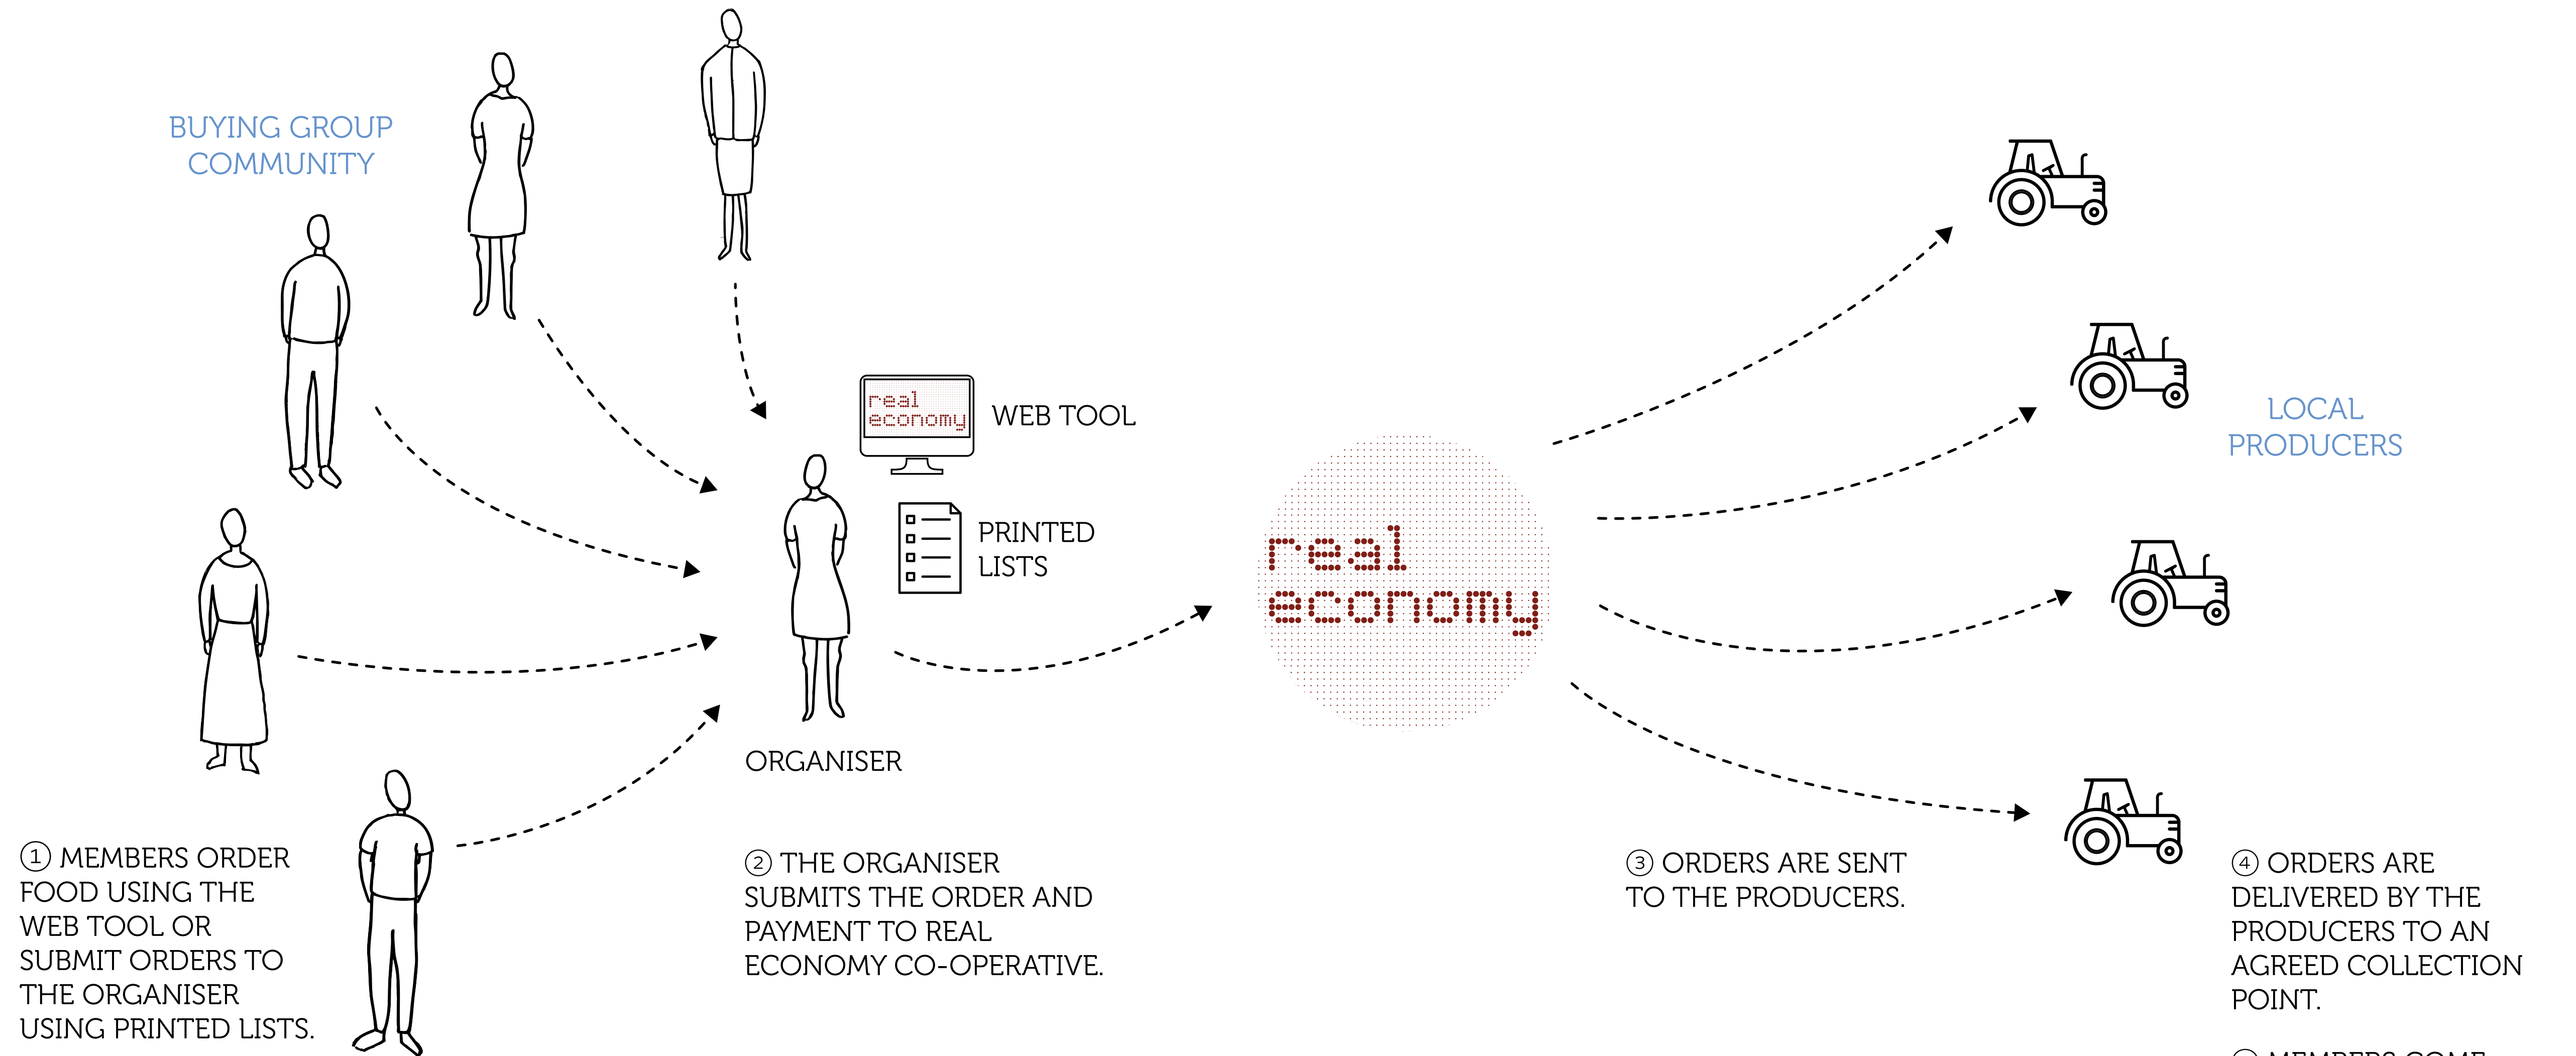 BUYING GROUP
COMMUNITY
real
economy
WEB TOOL
PRINTED
LISTS
ORGANISER
real
economy
LOCAL
PRODUCERS
① MEMBERS ORDER
FOOD USING THE
WEB TOOL OR
SUBMIT ORDERS TO
THE ORGANISER
USING PRINTED LISTS.
② THE ORGANISER
SUBMITS THE ORDER AND
PAYMENT TO REAL
ECONOMY CO-OPERATIVE.
③ ORDERS ARE SENT
TO THE PRODUCERS.
④ ORDERS ARE
DELIVERED BY THE
PRODUCERS TO AN
AGREED COLLECTION
POINT.
MEMBERS COME